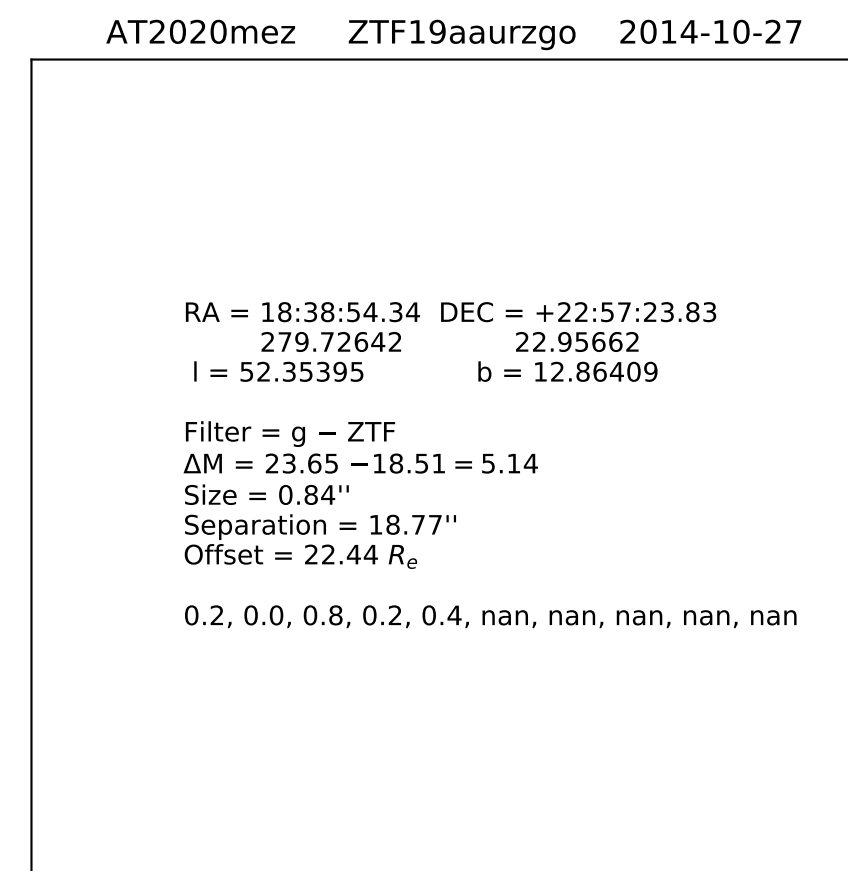 AT2020mez ZTF19aaurzgo 2014-10-27
RA = 18:38:54.34 DEC = +22:57:23.83
279.72642 22.95662
l = 52.35395 b = 12.86409
Filter = g − ZTF
ΔM = 23.65 −18.51 = 5.14
Size = 0.84''
Separation = 18.77''
Offset = 22.44 Re
0.2, 0.0, 0.8, 0.2, 0.4, nan, nan, nan, nan, nan